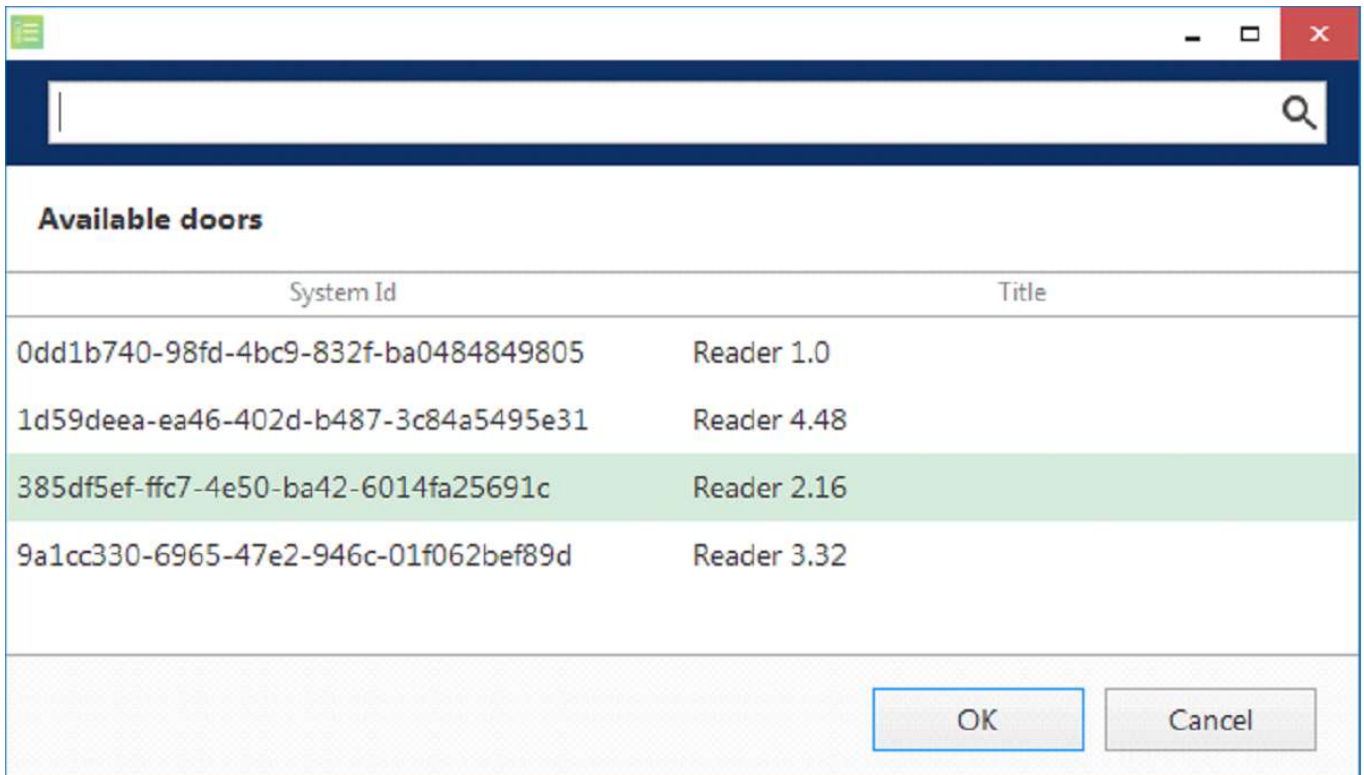 Available doors
System Id Title
0dd1b740-98fd-4bc9-832f-ba0484849805 Reader 1.0
1d59deea-ea46-402d-b487-3c84a5495e31 Reader 4.48
385df5ef-ffc7-4e50-ba42-6014fa25691c Reader 2.16
9a1cc330-6965-47e2-946c-01f062bef89d Reader 3.32
OK Cancel